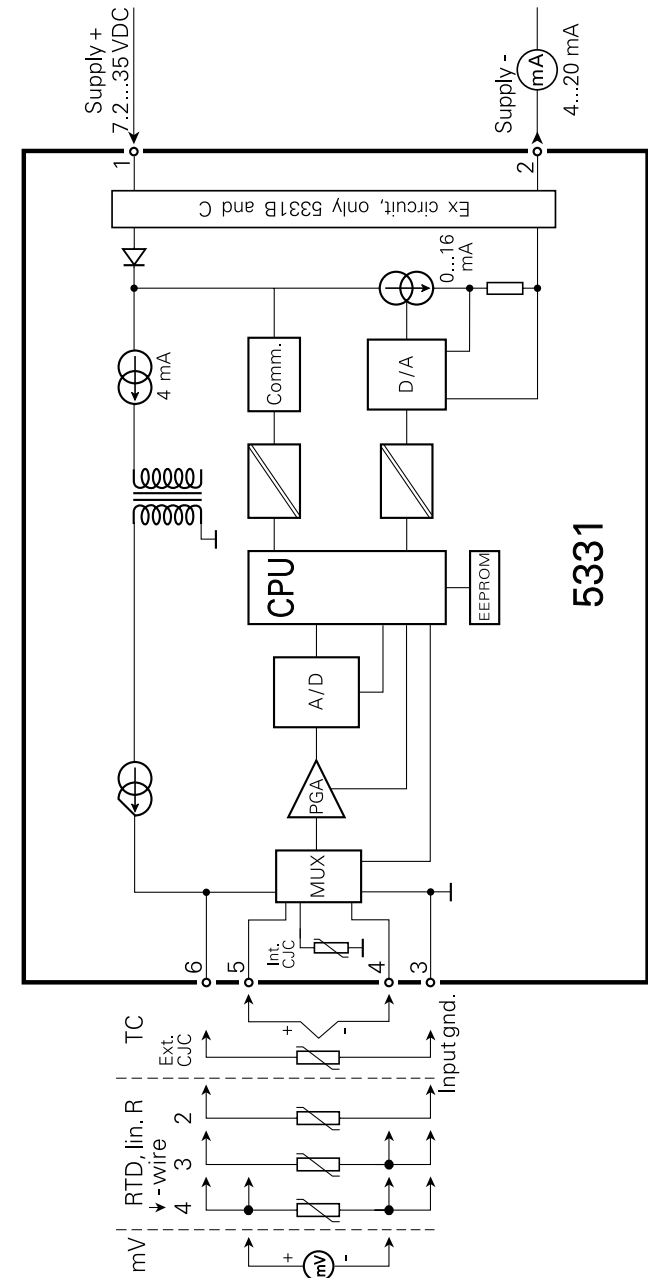 Supply +
7.2...35 VDC
Supply -
mA
4...20 mA
1
2
Ex circuit, only 5331B and C
4 mA
0...16
mA
Comm.
D/A
CPU
EEPROM
5331
A/D
PGA
MUX
Int.
CJC
6
5
4
3
TC
Ext.
CJC
+
-
Input gnd.
RTD, lin. R
-wire
2
3
4
mV
+
mV
-